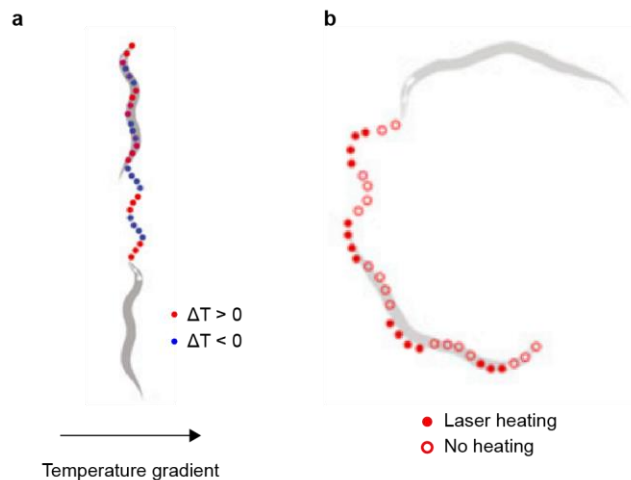 a
b
ΔT > 0
ΔT < 0
Temperature gradient
Laser heating
No heating